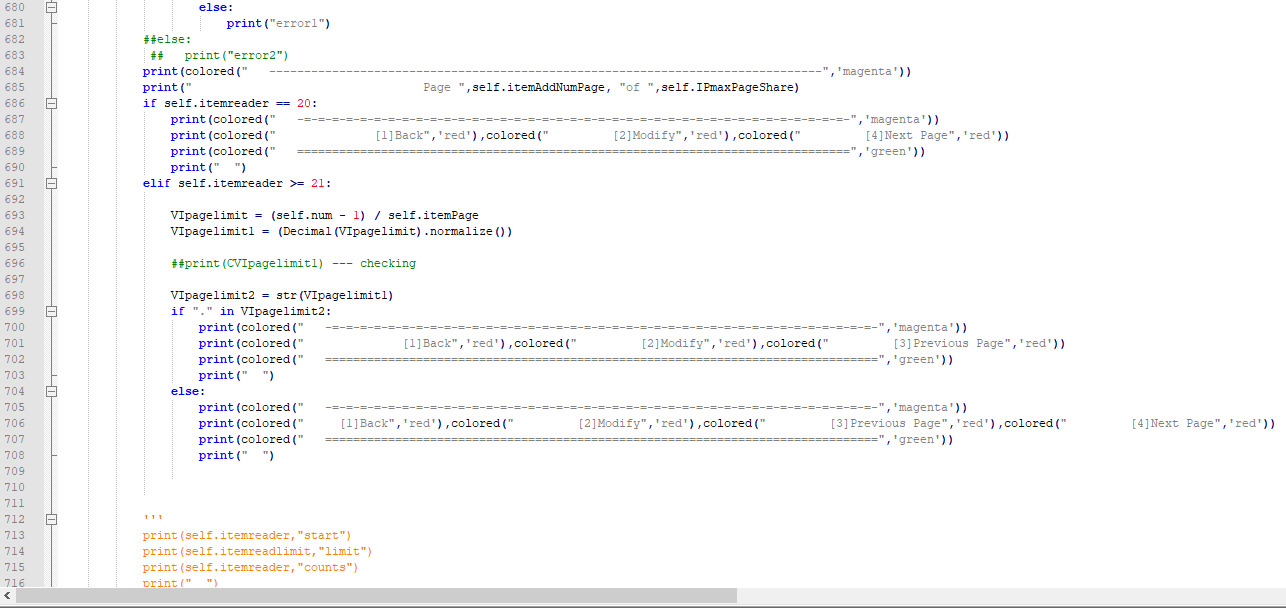 680 else:
681 print("error1")
682 ##else:
683 ## print("error2")
684 print(colored(" -------------------------------------------------------------------------------",'magenta'))
685 print(" Page ",self.itemAddNumPage, "of ",self.IPmaxPageShare)
686 if self.itemreader == 20:
687 print(colored(" -=-=-=-=-=-=-=-=-=-=-=-=-=-=-=-=-=-=-=-=-=-=-=-=-=-=-=-=-=-=-=-=-=-=-=-=-=-=-=-",'magenta'))
688 print(colored(" [1]Back",'red'),colored(" [2]Modify",'red'),colored(" [4]Next Page",'red'))
689 print(colored(" ===============================================================================",'green'))
690 print(" ")
691 elif self.itemreader >= 21:
692
693 VIpagelimit = (self.num - 1) / self.itemPage
694 VIpagelimit1 = (Decimal(VIpagelimit).normalize())
695
696 ##print(CVIpagelimit1) --- checking
697
698 VIpagelimit2 = str(VIpagelimit1)
699 if "." in VIpagelimit2:
700 print(colored(" -=-=-=-=-=-=-=-=-=-=-=-=-=-=-=-=-=-=-=-=-=-=-=-=-=-=-=-=-=-=-=-=-=-=-=-=-=-=-=-",'magenta'))
701 print(colored(" [1]Back",'red'),colored(" [2]Modify",'red'),colored(" [3]Previous Page",'red'))
702 print(colored(" ===============================================================================",'green'))
703 print(" ")
704 else:
705 print(colored(" -=-=-=-=-=-=-=-=-=-=-=-=-=-=-=-=-=-=-=-=-=-=-=-=-=-=-=-=-=-=-=-=-=-=-=-=-=-=-=-",'magenta'))
706 print(colored(" [1]Back",'red'),colored(" [2]Modify",'red'),colored(" [3]Previous Page",'red'),colored(" [4]Next Page",'red'))
707 print(colored(" ===============================================================================",'green'))
708 print(" ")
709
710
711
712 '''
713 print(self.itemreader,"start")
714 print(self.itemreadlimit,"limit")
715 print(self.itemreader,"counts")
716 print(" ")